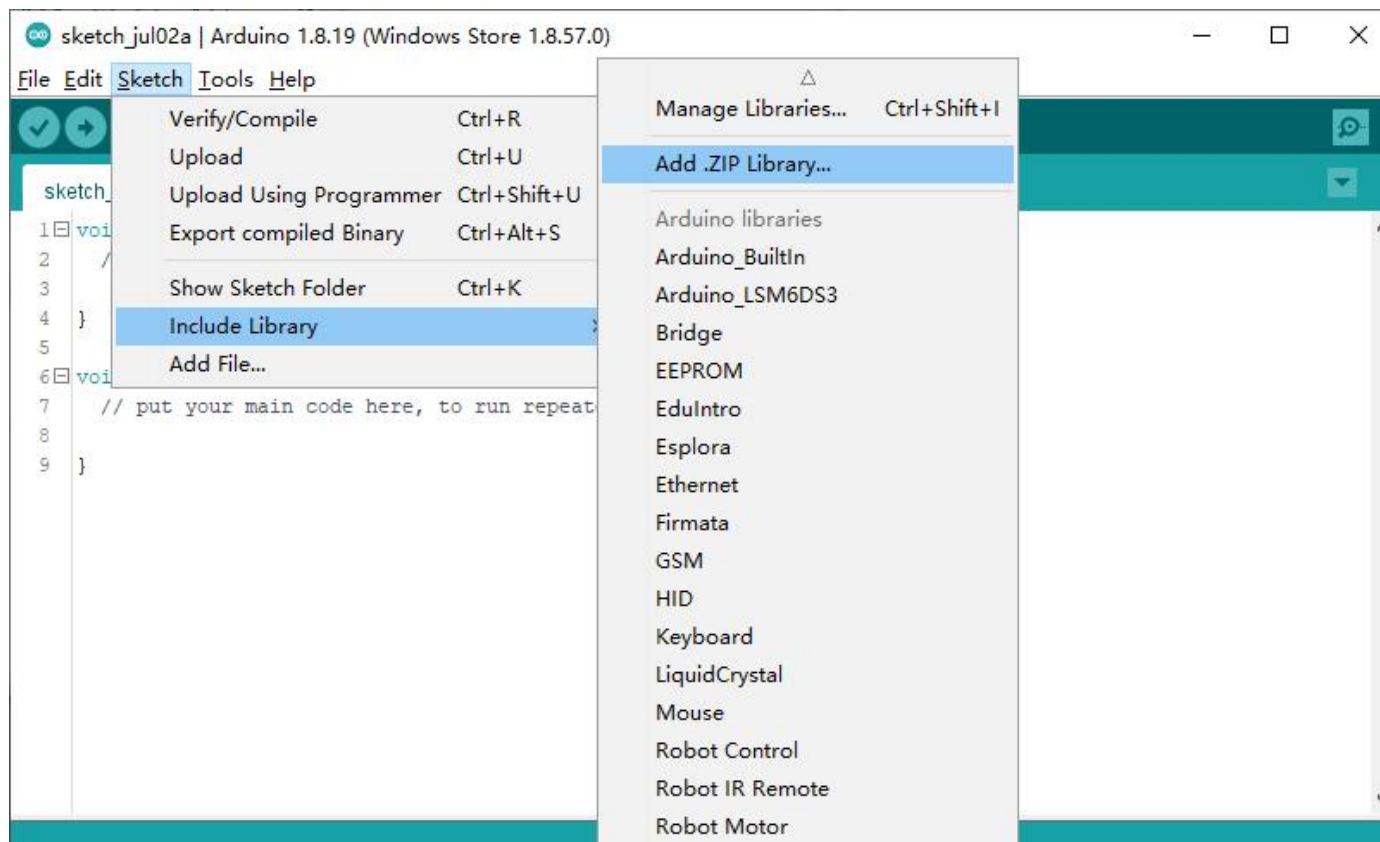 sketch_jul02a | Arduino 1.8.19 (Windows Store 1.8.57.0)
File Edit Sketch Tools Help
Verify/Compile Ctrl+R
Upload Ctrl+U
Upload Using Programmer Ctrl+Shift+U
Export compiled Binary Ctrl+Alt+S
Show Sketch Folder Ctrl+K
Include Library
Add File...
Manage Libraries... Ctrl+Shift+I
Add .ZIP Library...
Arduino libraries
Arduino_BuiltIn
Arduino_LSM6DS3
Bridge
EEPROM
EduIntro
Esplora
Ethernet
Firmata
GSM
HID
Keyboard
LiquidCrystal
Mouse
Robot Control
Robot IR Remote
Robot Motor
sketch_
1 voi
2 /
3
4 }
5
6 voi
7 // put your main code here, to run repeat
8
9 }